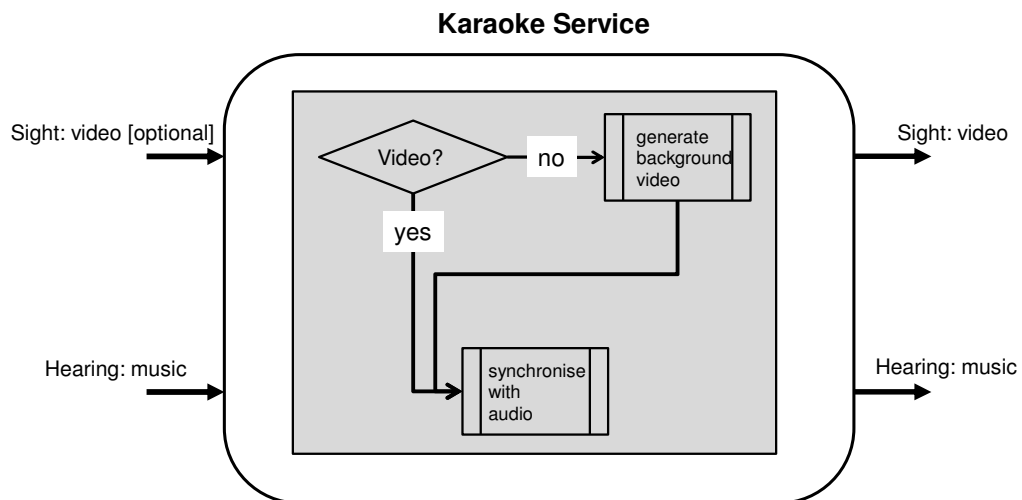 Karaoke Service
Sight: video [optional]
Video?
no
generate
background
video
Sight: video
yes
Hearing: music
synchronise
with
audio
Hearing: music